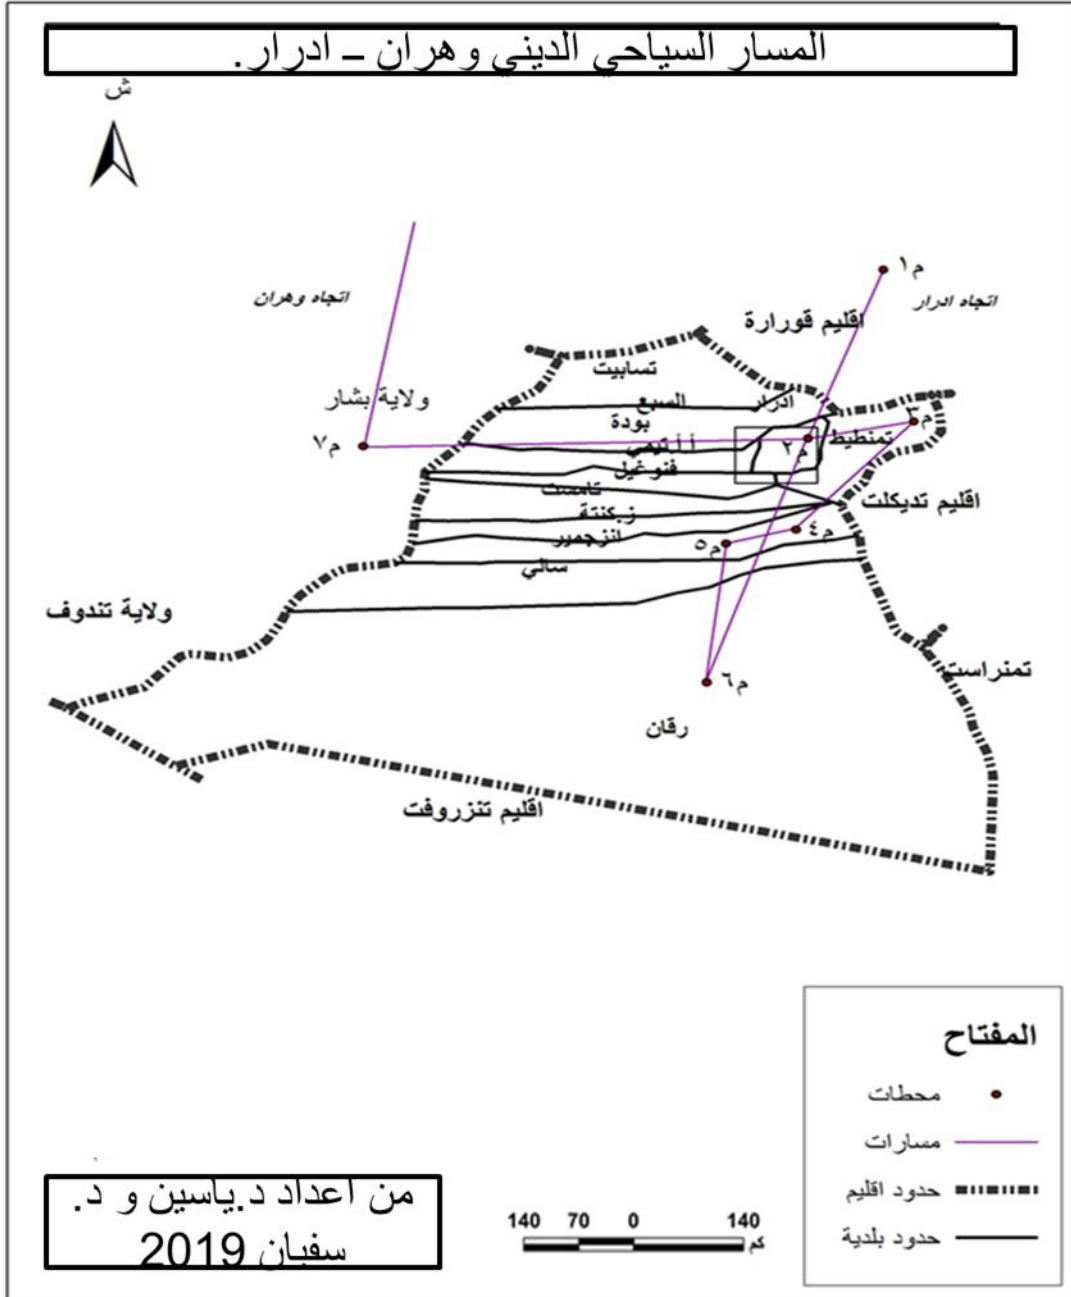 المسار السياحي الديني وهران – ادرار.
ش
م١
اتجاه وهران
اتجاه ادرار
اقليم قورارة
تسابيت
ولاية بشار
السبع
ادرار
بودة
م٣
م٧
أ.أ.تيمي
م٢
تمنطيط
فنوغيل
تامست
اقليم تديكلت
زكنتة
انزجمير
م٤
م٥
سالي
ولاية تندوف
تمنراست
م٦
رقان
اقليم تنزروفت
المفتاح
محطات
مسارات
حدود اقليم
حدود بلدية
140 70 0 140
كم
من اعداد د.ياسين و د.
سفيان 2019